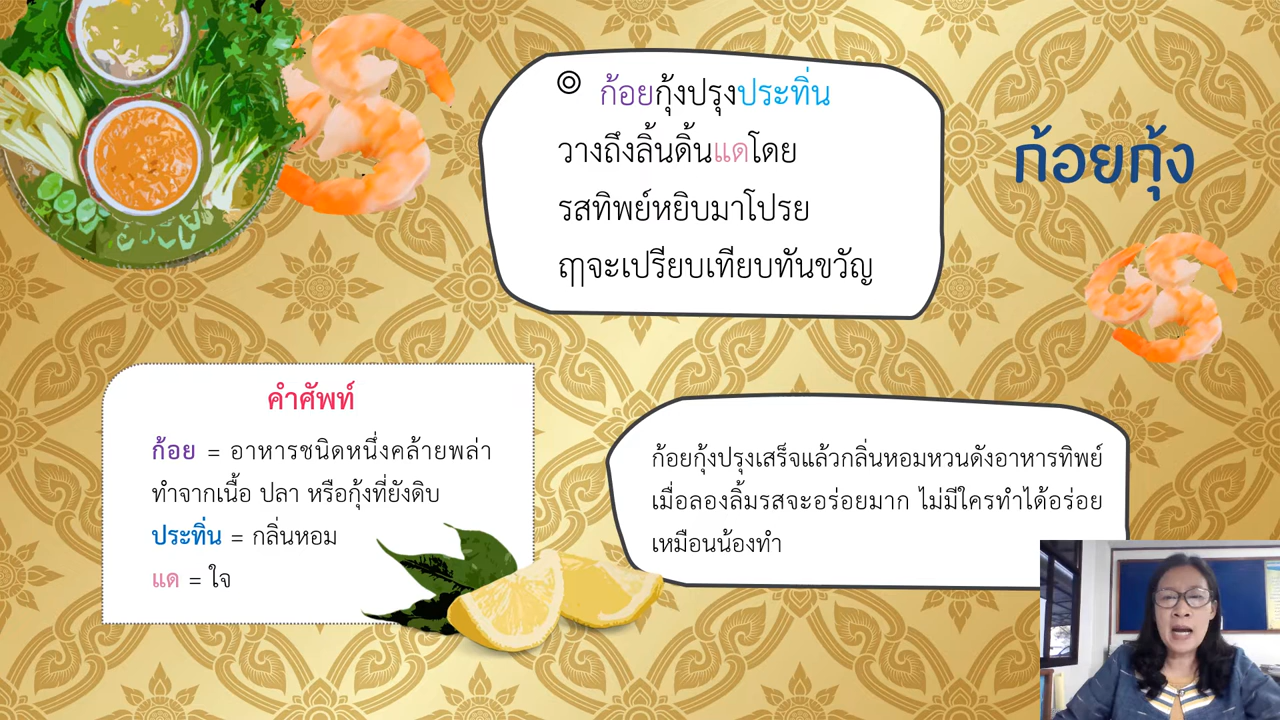 ๏ ก้อยกุ้งปรุงประทิ่น
วางถึงลิ้นดิ้นแดโดย
รสทิพย์หยิบมาโปรย
ฤๅจะเปรียบเทียบทันขวัญ
ก้อยกุ้ง
คำศัพท์
ก้อย = อาหารชนิดหนึ่งคล้ายพล่า
ทำจากเนื้อ ปลา หรือกุ้งที่ยังดิบ
ประทิ่น = กลิ่นหอม
แด = ใจ
ก้อยกุ้งปรุงเสร็จแล้วกลิ่นหอมหวนดังอาหารทิพย์
เมื่อลองลิ้มรสจะอร่อยมาก ไม่มีใครทำได้อร่อย
เหมือนน้องทำ